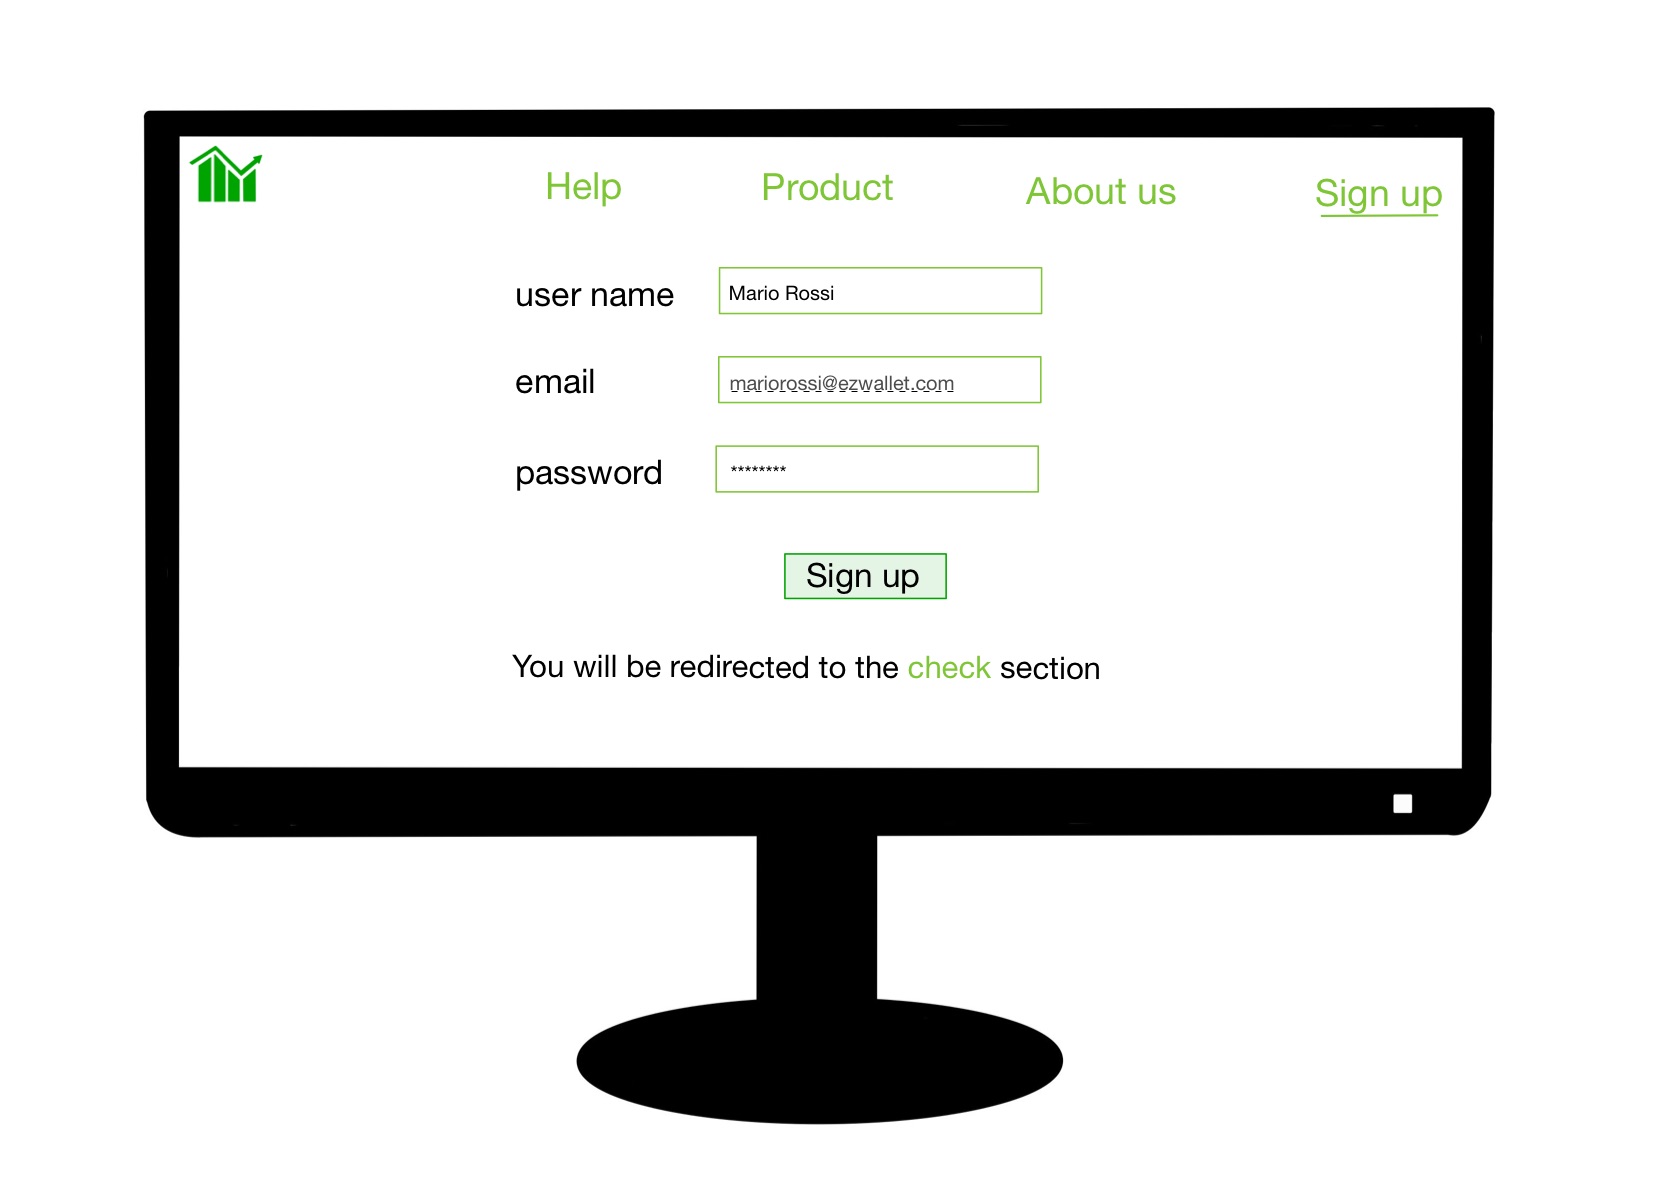 Help Product About us Sign up
user name Mario Rossi
email mariorossi@ezwallet.com
password ********
Sign up
You will be redirected to the check section